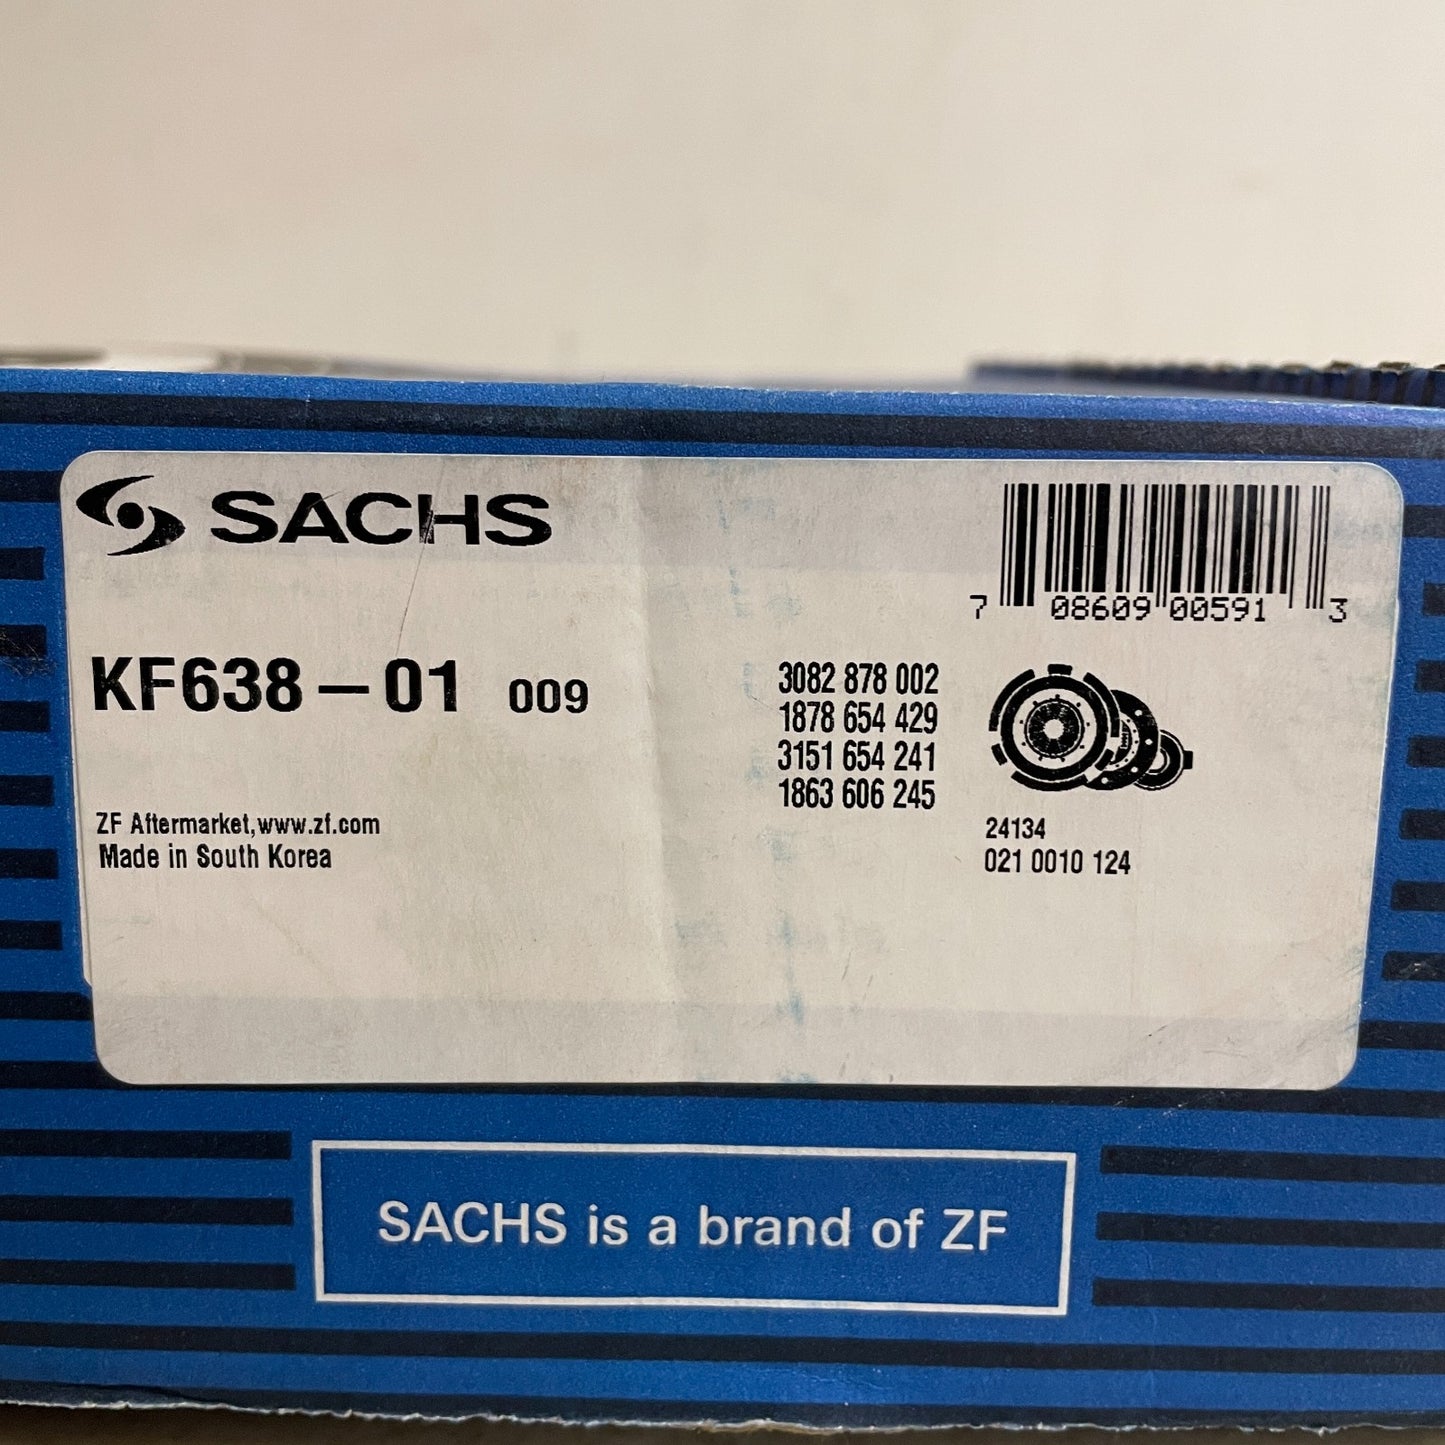 SACHS
7 08609 00591 3
KF638-01 009
3082 878 002
1878 654 429
3151 654 241
1863 606 245
ZF Aftermarket,www.zf.com
Made in South Korea
24134
021 0010 124
SACHS is a brand of ZF